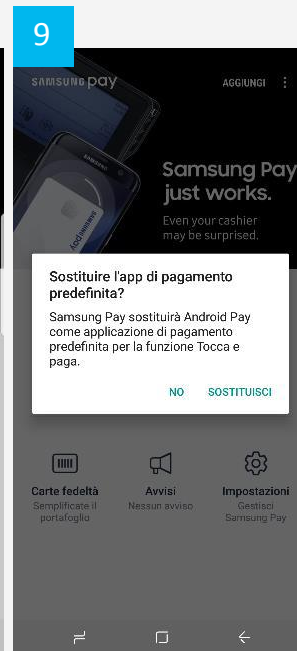 9
SAMSUNG pay
AGGIUNGI
SAMSUNG
Samsung Pay
just works.
Even your cashier
may be surprised.
Sostituire l'app di pagamento
predefinita?
Samsung Pay sostituirà Android Pay
come applicazione di pagamento
predefinita per la funzione Tocca e
paga.
NO SOSTITUISCI
Carte fedeltà
Semplificate il
portafoglio
Avvisi
Nessun avviso
Impostazioni
Gestisci
Samsung Pay